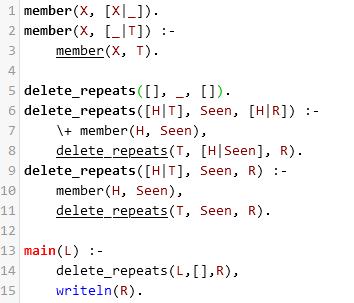 1 member(X, [X|_]).
2 member(X, [_|T]) :-
3     member(X, T).
4
5 delete_repeats([], _, []).
6 delete_repeats([H|T], Seen, [H|R]) :-
7     \+ member(H, Seen),
8     delete_repeats(T, [H|Seen], R).
9 delete_repeats([H|T], Seen, R) :-
10     member(H, Seen),
11     delete_repeats(T, Seen, R).
12
13 main(L) :-
14     delete_repeats(L,[],R),
15     writeln(R).